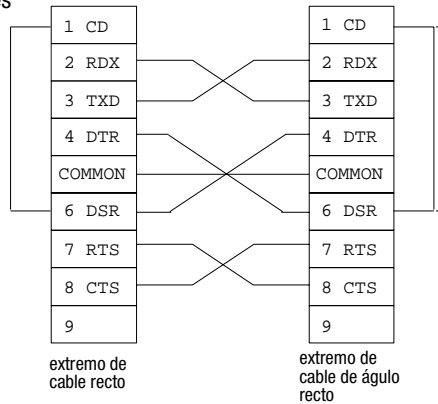 es
1 CD
2 RDX
3 TXD
4 DTR
COMMON
6 DSR
7 RTS
8 CTS
9
extremo de
cable recto
1 CD
2 RDX
3 TXD
4 DTR
COMMON
6 DSR
7 RTS
8 CTS
9
extremo de
cable de águlo
recto